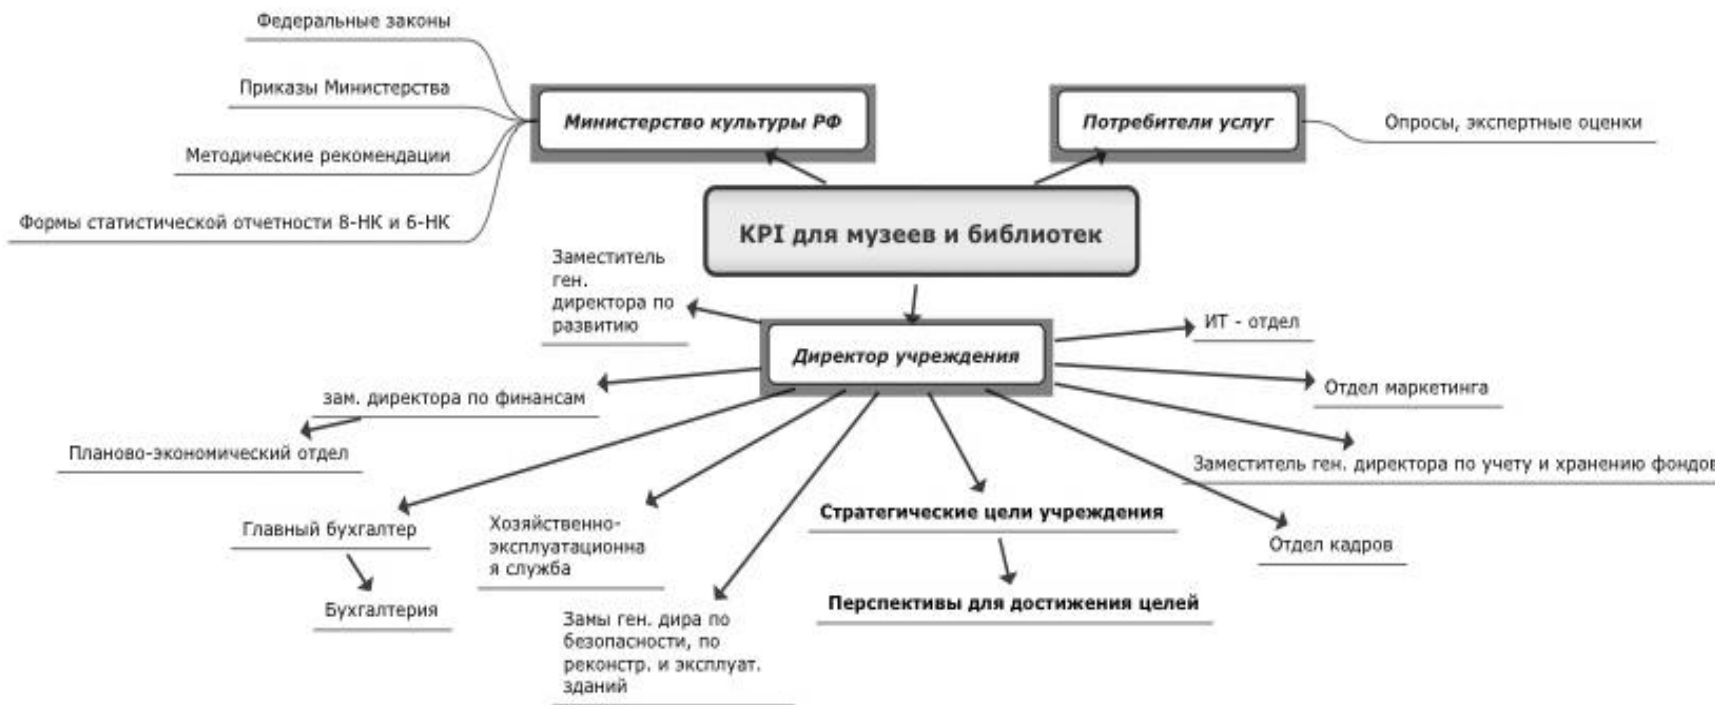 Федеральные законы
Приказы Министерства
Методические рекомендации
Формы статистической отчетности 8-НК и 6-НК
Министерство культуры РФ
Потребители услуг
Опросы, экспертные оценки
KPI для музеев и библиотек
Заместитель
ген.
директора по
развитию
Директор учреждения
ИТ - отдел
зам. директора по финансам
Отдел маркетинга
Планово-экономический отдел
Заместитель ген. директора по учету и хранению фондов
Главный бухгалтер
Хозяйственно-
эксплуатационна
я служба
Стратегические цели учреждения
Отдел кадров
Бухгалтерия
Замы ген. дира по
безопасности, по
реконстр. и эксплуат.
зданий
Перспективы для достижения целей